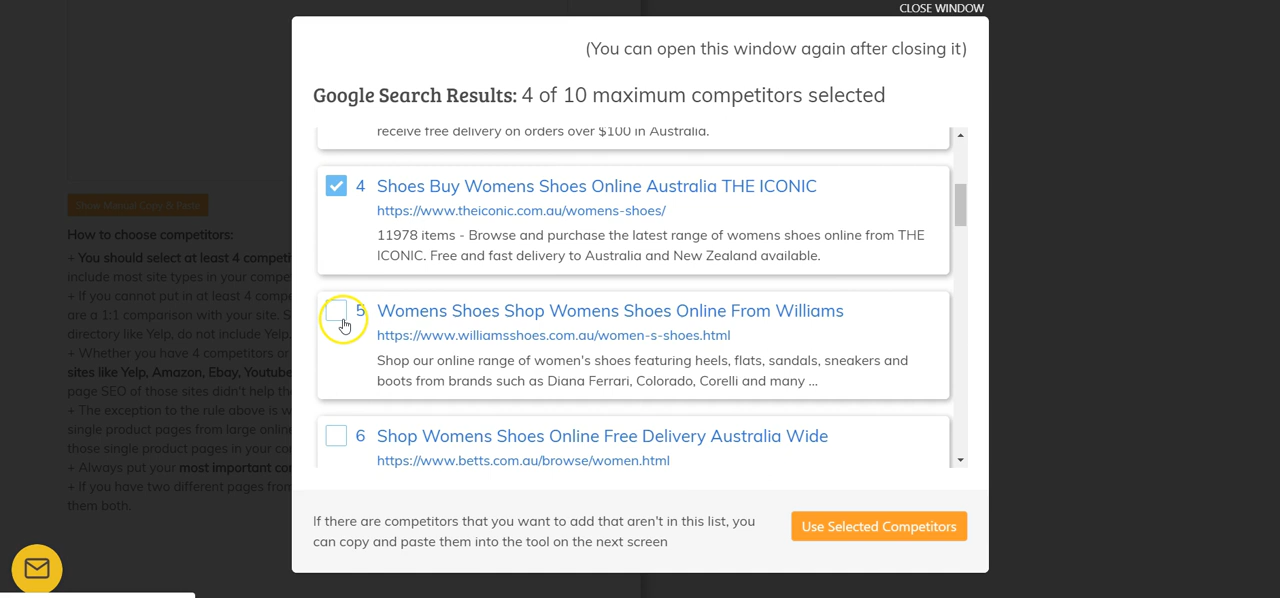 CLOSE WINDOW
(You can open this window again after closing it)
Google Search Results: 4 of 10 maximum competitors selected
receive free delivery on orders over $100 in Australia.
4 Shoes Buy Womens Shoes Online Australia THE ICONIC
https://www.theiconic.com.au/womens-shoes/
11978 items - Browse and purchase the latest range of womens shoes online from THE
ICONIC. Free and fast delivery to Australia and New Zealand available.
5 Womens Shoes Shop Womens Shoes Online From Williams
https://www.williamsshoes.com.au/women-s-shoes.html
Shop our online range of women's shoes featuring heels, flats, sandals, sneakers and
boots from brands such as Diana Ferrari, Colorado, Corelli and many ...
6 Shop Womens Shoes Online Free Delivery Australia Wide
https://www.betts.com.au/browse/women.html
If there are competitors that you want to add that aren't in this list, you
can copy and paste them into the tool on the next screen
Use Selected Competitors
Show Manual Copy & Paste
How to choose competitors:
+ You should select at least 4 competi
include most site types in your compe
+ If you cannot put in at least 4 compe
are a 1:1 comparison with your site. S
directory like Yelp, do not include Yelp
+ Whether you have 4 competitors or
sites like Yelp, Amazon, Ebay, Youtube
page SEO of those sites didn't help th
+ The exception to the rule above is w
single product pages from large onlin
those single product pages in your co
+ Always put your most important co
+ If you have two different pages from
them both.